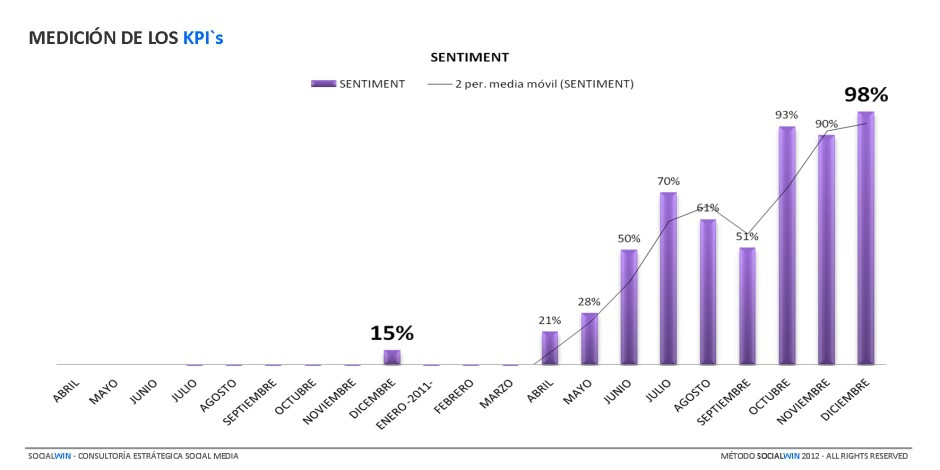 MEDICIÓN DE LOS KPI`s
SENTIMENT
SENTIMENT 2 per. media móvil (SENTIMENT)
98%
93%
90%
70%
61%
51%
50%
28%
21%
15%
ABRIL
MAYO
JUNIO
JULIO
AGOSTO
SEPTIEMBRE
OCTUBRE
NOVIEMBRE
DICEMBRE
ENERO -2011-
FEBRERO
MARZO
ABRIL
MAYO
JUNIO
JULIO
AGOSTO
SEPTIEMBRE
OCTUBRE
NOVIEMBRE
DICIEMBRE
SOCIALWIN - CONSULTORÍA ESTRÁTEGICA SOCIAL MEDIA
MÉTODO SOCIALWIN 2012 - ALL RIGHTS RESERVED